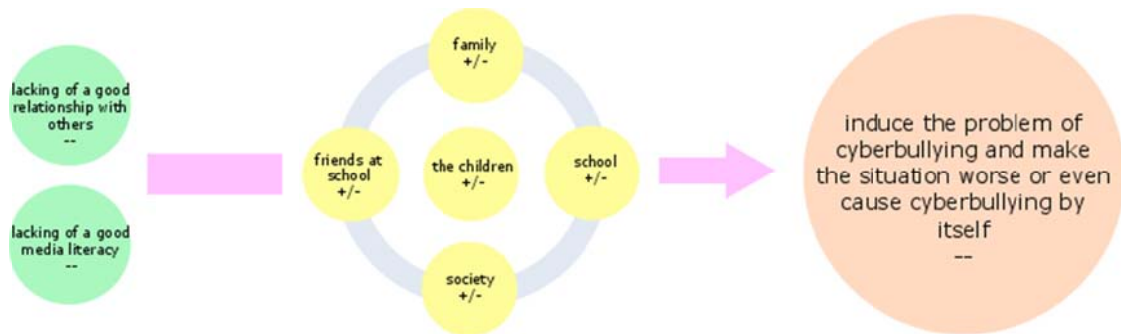 lacking of a good
relationship with
others
--
lacking of a good
media literacy
--
family
+/-
friends at
school
+/-
the children
+/-
school
+/-
society
+/-
induce the problem of
cyberbullying and make
the situation worse or even
cause cyberbullying by
itself
--